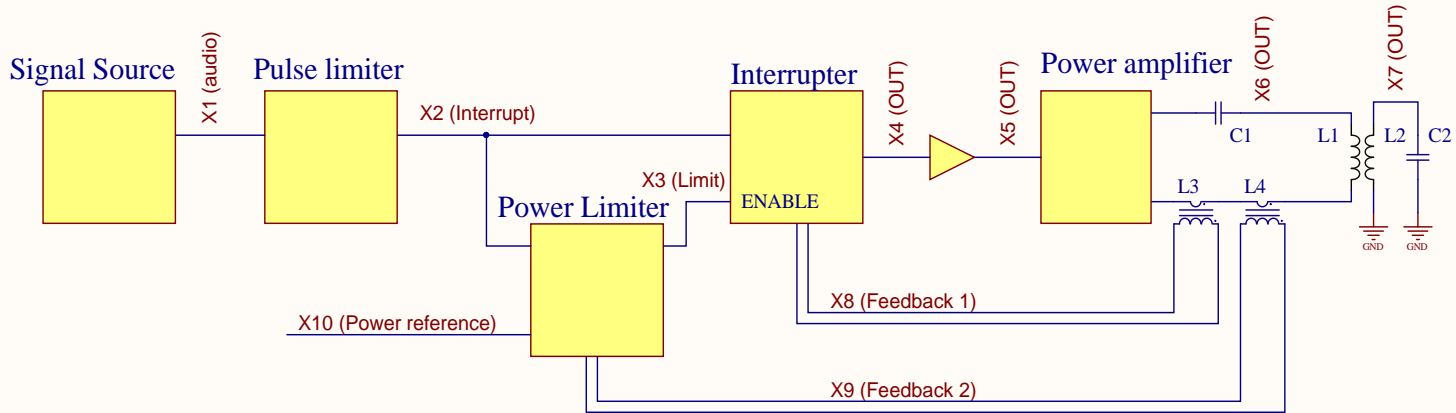 Signal Source
X1 (audio)
Pulse limiter
X2 (Interrupt)
Interrupter
X4 (OUT)
X5 (OUT)
Power amplifier
X6 (OUT)
X7 (OUT)
C1
L1
L2
C2
X3 (Limit)
ENABLE
Power Limiter
L3
L4
GND
GND
X8 (Feedback 1)
X10 (Power reference)
X9 (Feedback 2)